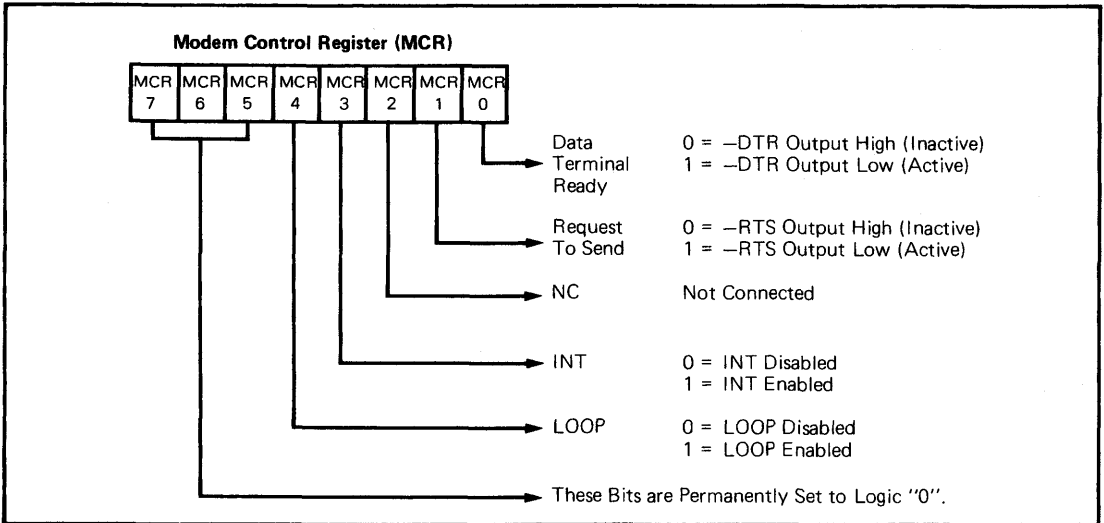 Modem Control Register (MCR)
MCR 7 MCR 6 MCR 5 MCR 4 MCR 3 MCR 2 MCR 1 MCR 0
Data Terminal Ready
0 = —DTR Output High (Inactive)
1 = —DTR Output Low (Active)
Request To Send
0 = —RTS Output High (Inactive)
1 = —RTS Output Low (Active)
NC
Not Connected
INT
0 = INT Disabled
1 = INT Enabled
LOOP
0 = LOOP Disabled
1 = LOOP Enabled
These Bits are Permanently Set to Logic "0".